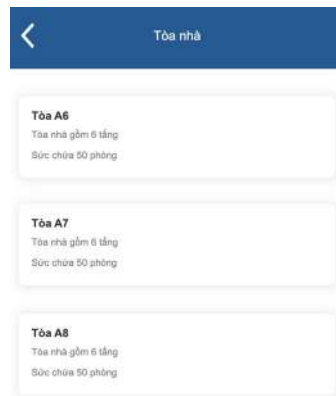 Tòa nhà
Tòa A6
Tòa nhà gồm 6 tầng
Sức chứa 50 phòng
Tòa A7
Tòa nhà gồm 6 tầng
Sức chứa 50 phòng
Tòa A8
Tòa nhà gồm 6 tầng
Sức chứa 50 phòng